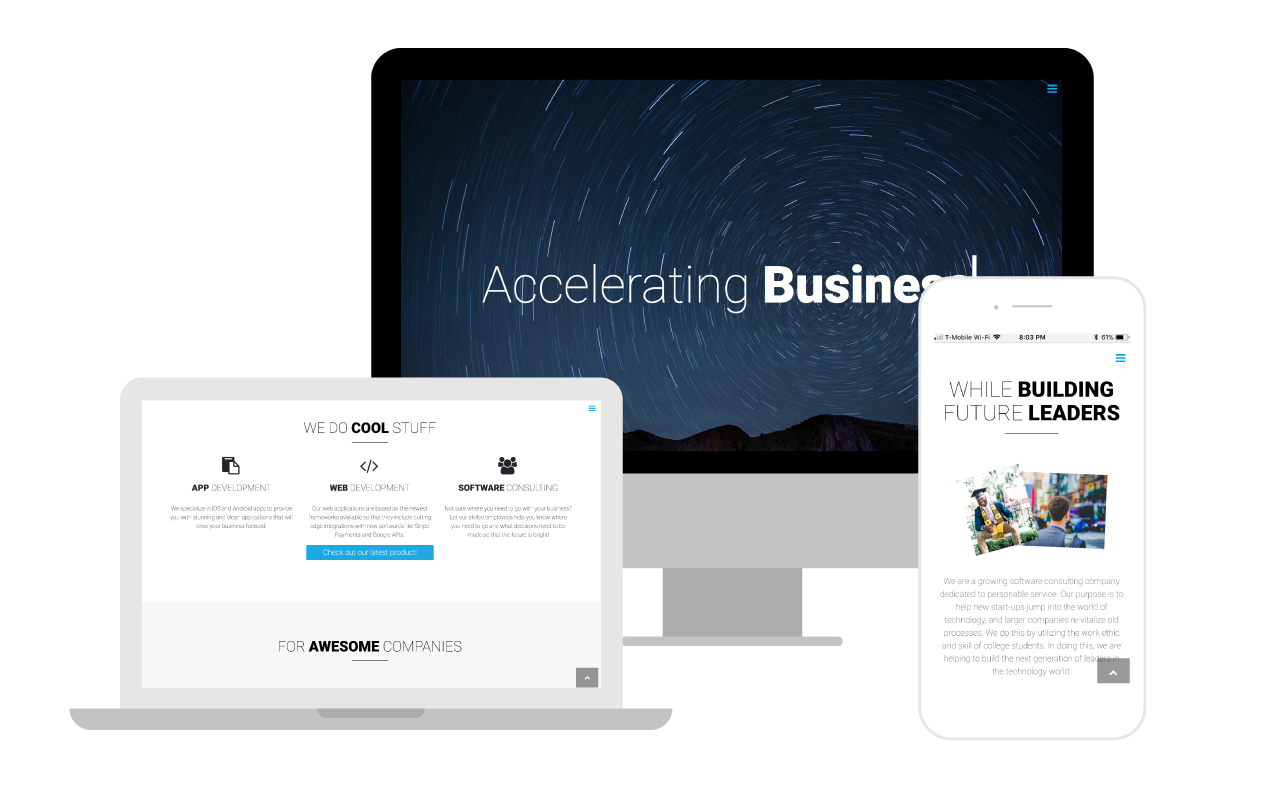 Accelerating Business
T-Mobile Wi-Fi 8:03 PM 61%
WHILE BUILDING
FUTURE LEADERS
We are a growing software consulting company
dedicated to personable service. Our purpose is to
help new start-ups jump into the world of
technology, and larger companies re-vitalize old
processes. We do this by utilizing the work ethic
and skill of college students. In doing this, we are
helping to build the next generation of leaders in
the technology world.
WE DO COOL STUFF
APP DEVELOPMENT
We specialize in iOS and Android apps to provide
you with stunning and clean applications that will
drive your business forward.
WEB DEVELOPMENT
Our web applications are based on the newest
frameworks available so that they include cutting
edge integrations with new softwares like Stripe
Payments and Google APIs.
Check out our latest product!
SOFTWARE CONSULTING
Not sure where you need to go with your business?
Let our skilled employees help you know where
you need to go and what decisions need to be
made so that the future is bright!
FOR AWESOME COMPANIES